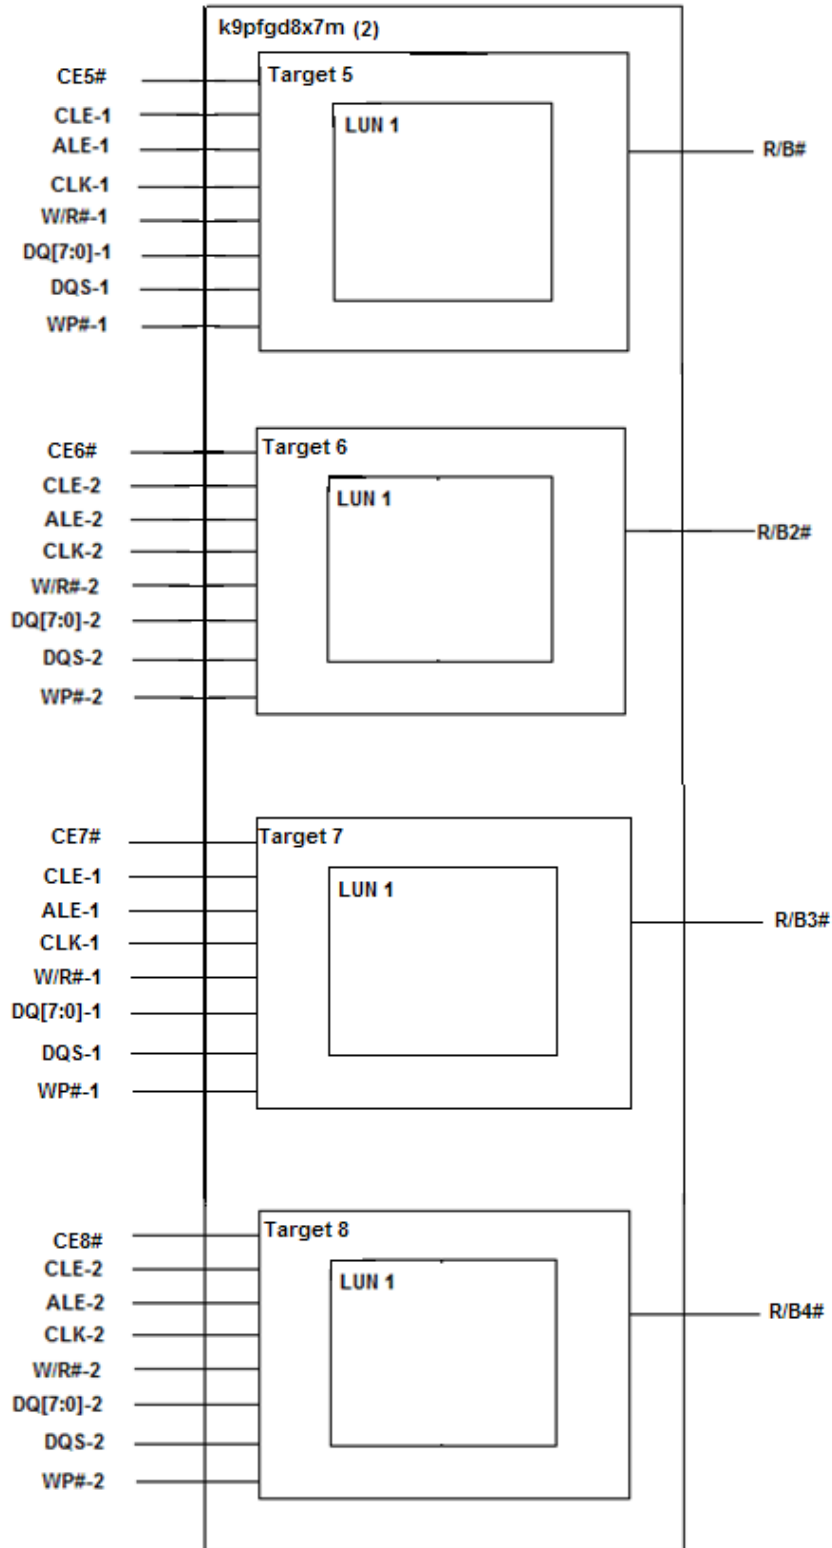 k9pfgd8x7m (2)
CE5#
Target 5
CLE-1
LUN 1
ALE-1
R/B#
CLK-1
W/R#-1
DQ[7:0]-1
DQS-1
WP#-1
CE6#
Target 6
CLE-2
LUN 1
ALE-2
R/B2#
CLK-2
W/R#-2
DQ[7:0]-2
DQS-2
WP#-2
CE7#
Target 7
CLE-1
LUN 1
ALE-1
R/B3#
CLK-1
W/R#-1
DQ[7:0]-1
DQS-1
WP#-1
CE8#
Target 8
CLE-2
LUN 1
ALE-2
R/B4#
CLK-2
W/R#-2
DQ[7:0]-2
DQS-2
WP#-2